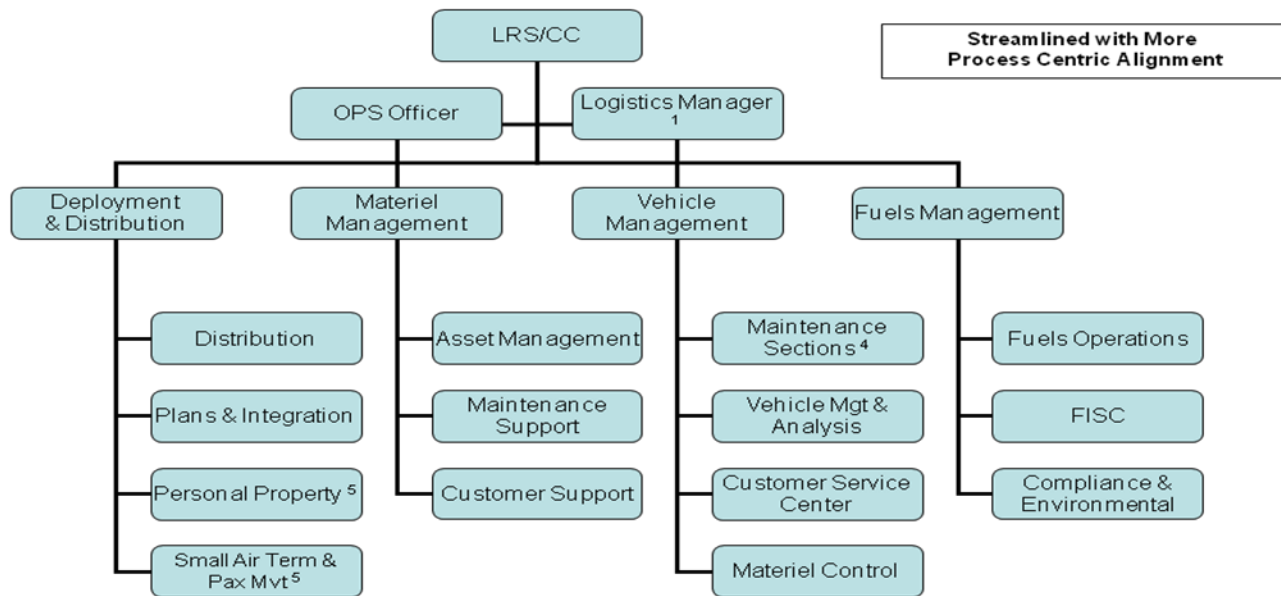 LRS/CC
Streamlined with More
Process Centric Alignment
OPS Officer
Logistics Manager
1
Deployment
& Distribution
Materiel
Management
Vehicle
Management
Fuels Management
Distribution
Asset Management
Maintenance
Sections 4
Fuels Operations
Plans & Integration
Maintenance
Support
Vehicle Mgt &
Analysis
FISC
Personal Property 5
Customer Support
Customer Service
Center
Compliance &
Environmental
Small Air Term &
Pax Mvt 5
Materiel Control